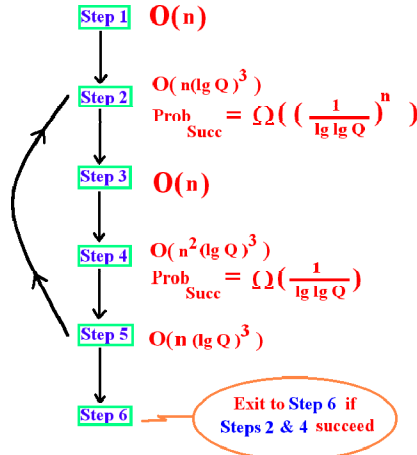 Step 1 O(n)
Step 2 O(n(lg Q)^3)
Prob_Succ = Ω((1/lg lg Q)^n)
Step 3
O(n)
Step 4 O(n^2(lg Q)^3)
Prob_Succ = Ω(1/lg lg Q)
Step 5 O(n(lg Q)^3)
Step 6
Exit to Step 6 if
Steps 2 & 4 succeed